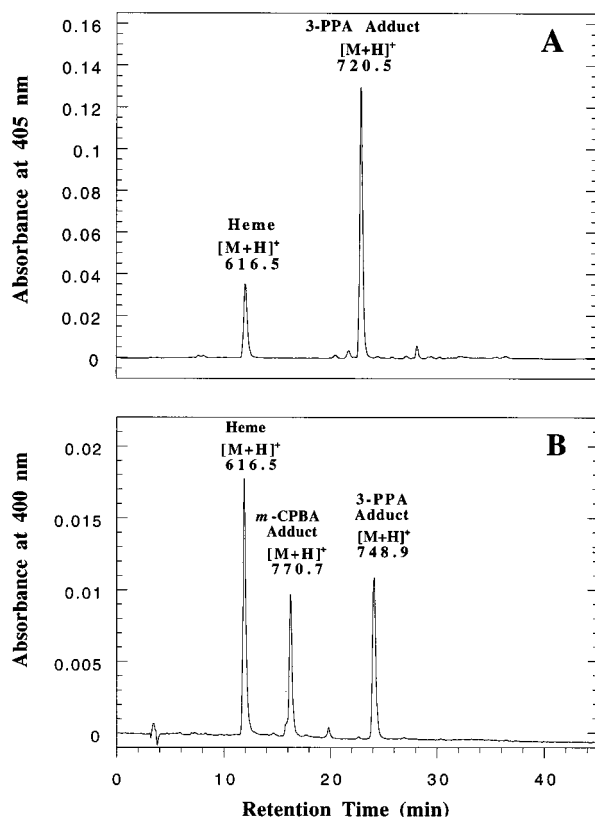 3-PPA Adduct
[M+H]+
720.5
A
0.16
0.14
0.12
0.1
0.08
0.06
0.04
0.02
0
Absorbance at 405 nm
Heme
[M+H]+
616.5
B
0.02
0.015
0.01
0.005
0
Absorbance at 400 nm
Heme
[M+H]+
616.5
m-CPBA
Adduct
[M+H]+
770.7
3-PPA
Adduct
[M+H]+
748.9
0 10 20 30 40
Retention Time (min)